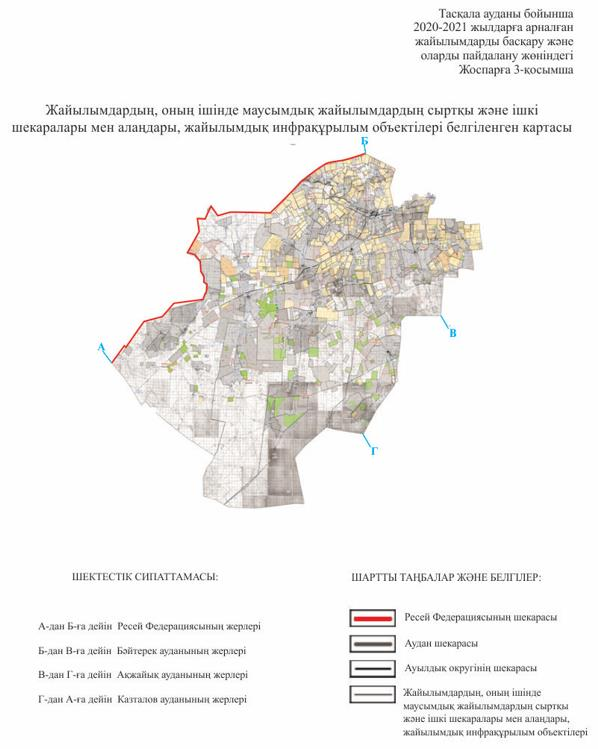 Тасқала ауданы бойынша
2020-2021 жылдарға арналған
жайылымдарды басқару және
оларды пайдалану жөніндегі
Жоспарға 3-қосымша
Жайылымдардың, оның ішінде маусымдық жайылымдардың сыртқы және ішкі
шекаралары мен алаңдары, жайылымдық инфрақұрылым объектілері белгіленген картасы
Б
А
В
Г
ШЕКТЕСТІК СИПАТТАМАСЫ:
А-дан Б-ға дейін Ресей Федерациясының жерлері
Б-дан В-ға дейін Бәйтерек ауданының жерлері
В-дан Г-ға дейін Ақжайық ауданының жерлері
Г-дан А-ға дейін Казталов ауданының жерлері
ШАРТТЫ ТАҢБАЛАР ЖӘНЕ БЕЛГІЛЕР:
Ресей Федерациясының шекарасы
Аудан шекарасы
Ауылдық округінің шекарасы
Жайылымдардың, оның ішінде
маусымдық жайылымдардың сыртқы
және ішкі шекаралары мен алаңдары,
жайылымдық инфрақұрылым объектілері